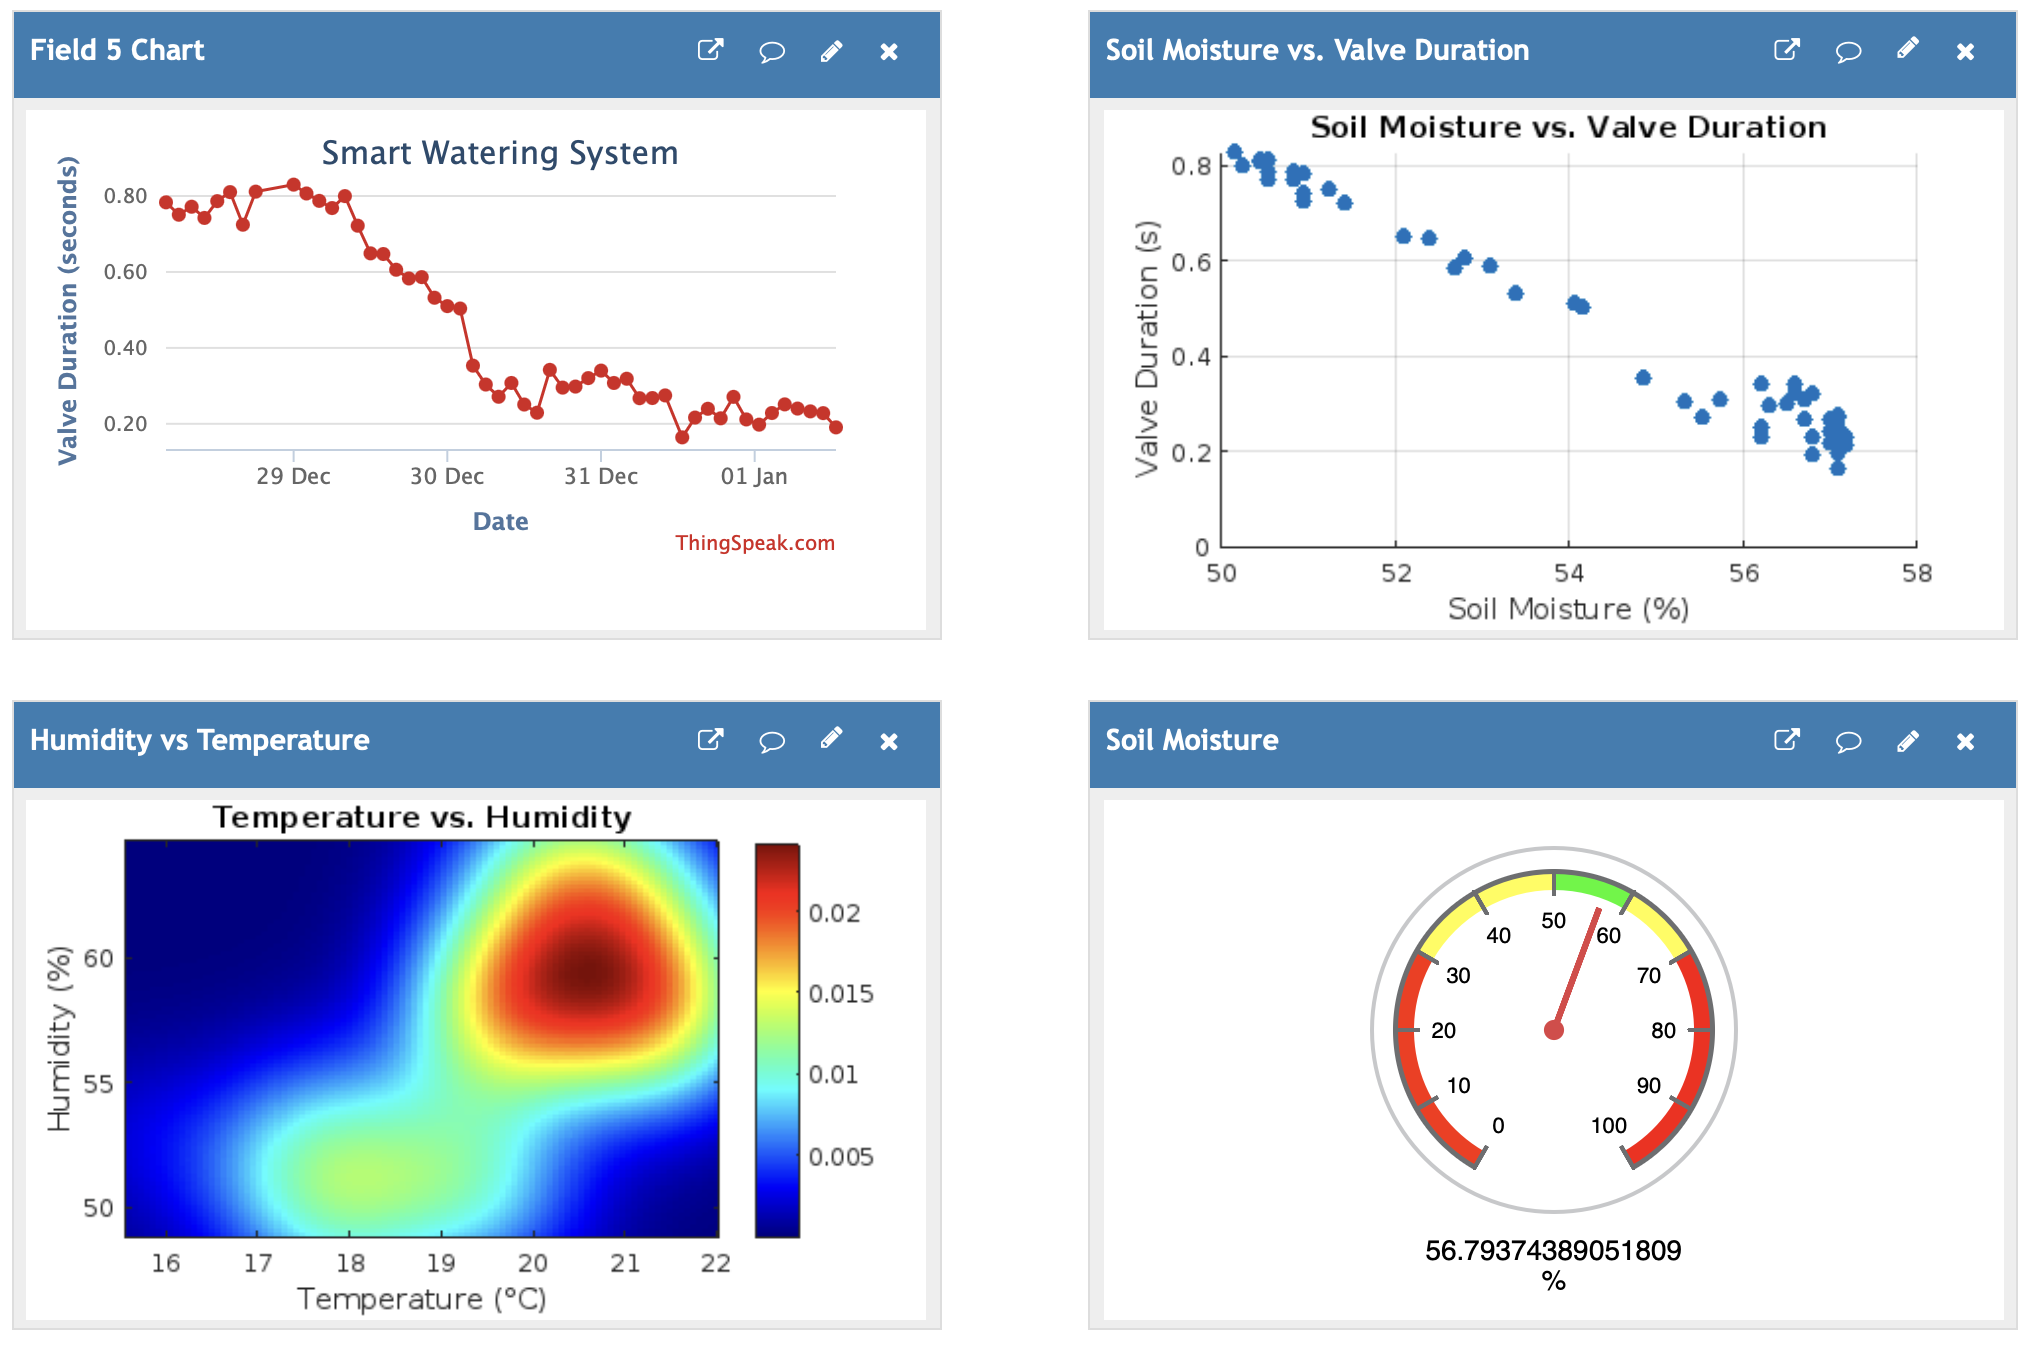 Field 5 Chart
Smart Watering System
Valve Duration (seconds)
0.80
0.60
0.40
0.20
29 Dec 30 Dec 31 Dec 01 Jan
Date
ThingSpeak.com
Soil Moisture vs. Valve Duration
Soil Moisture vs. Valve Duration
Valve Duration (s)
0.8
0.6
0.4
0.2
0
50 52 54 56 58
Soil Moisture (%)
Humidity vs Temperature
Temperature vs. Humidity
Humidity (%)
60
55
50
16 17 18 19 20 21 22
Temperature (°C)
0.02
0.015
0.01
0.005
Soil Moisture
0
10
20
30
40
50
60
70
80
90
100
56.79374389051809
%